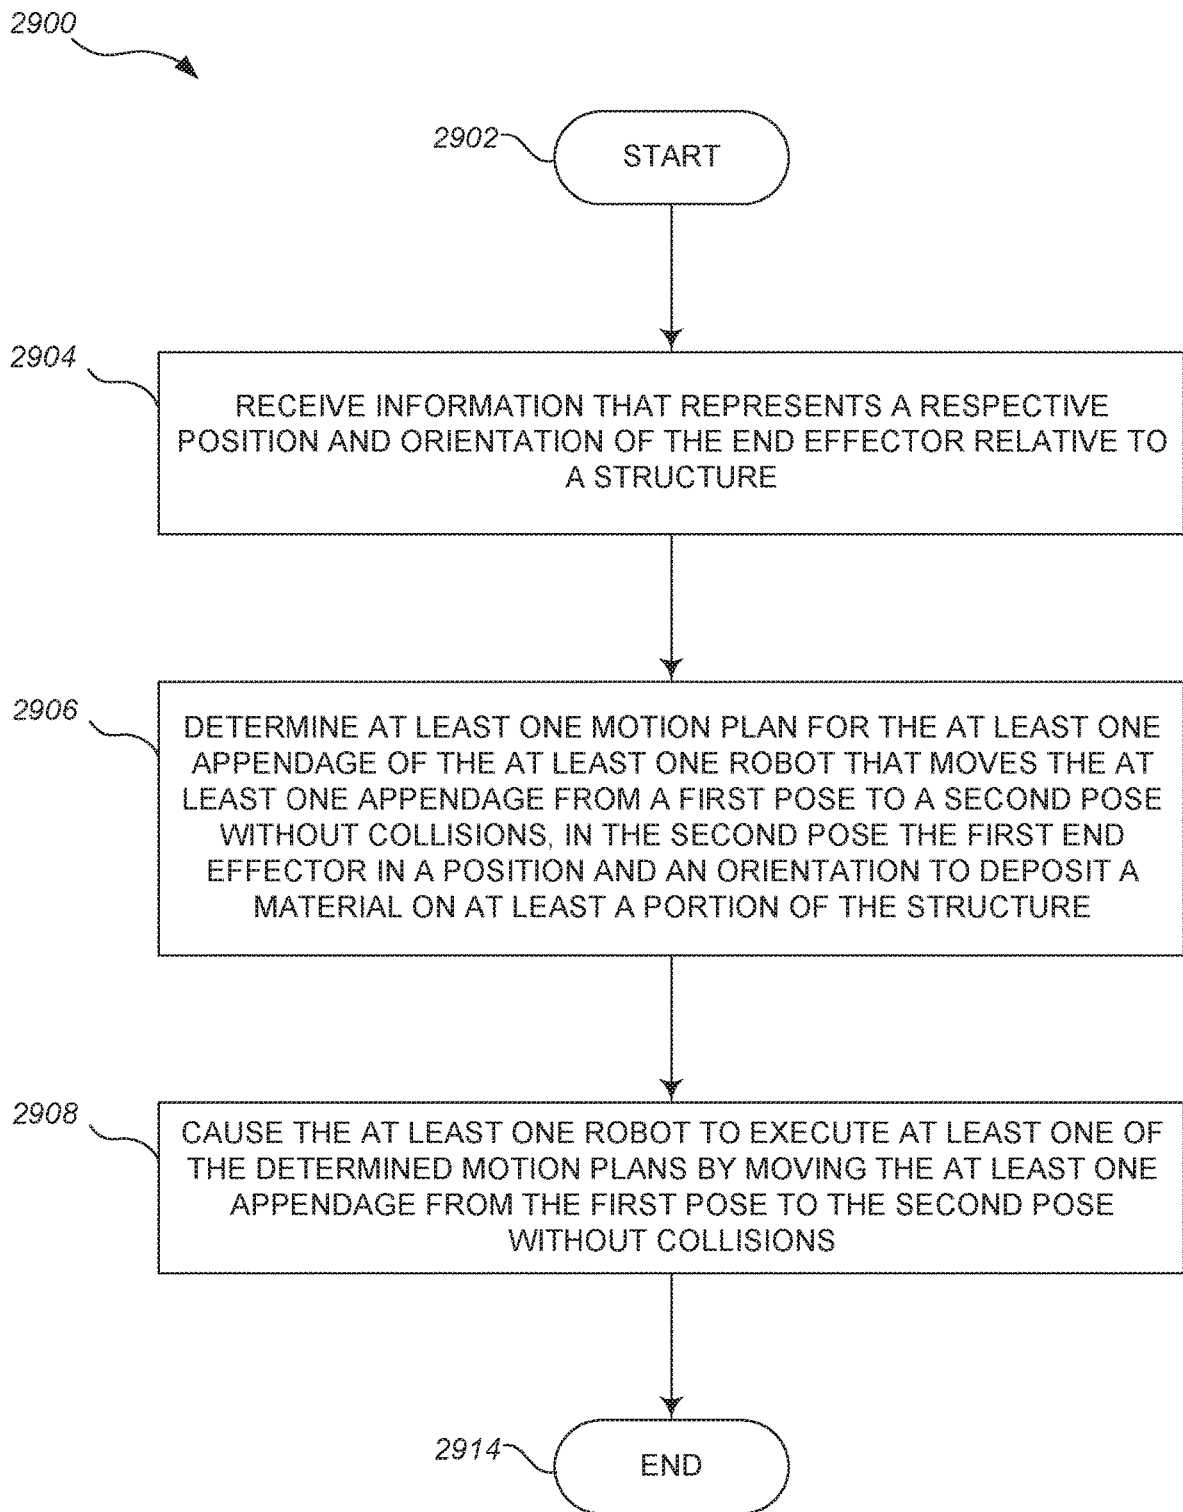 2900
2902
START
2904
RECEIVE INFORMATION THAT REPRESENTS A RESPECTIVE
POSITION AND ORIENTATION OF THE END EFFECTOR RELATIVE TO
A STRUCTURE
2906
DETERMINE AT LEAST ONE MOTION PLAN FOR THE AT LEAST ONE
APPENDAGE OF THE AT LEAST ONE ROBOT THAT MOVES THE AT
LEAST ONE APPENDAGE FROM A FIRST POSE TO A SECOND POSE
WITHOUT COLLISIONS, IN THE SECOND POSE THE FIRST END
EFFECTOR IN A POSITION AND AN ORIENTATION TO DEPOSIT A
MATERIAL ON AT LEAST A PORTION OF THE STRUCTURE
2908
CAUSE THE AT LEAST ONE ROBOT TO EXECUTE AT LEAST ONE OF
THE DETERMINED MOTION PLANS BY MOVING THE AT LEAST ONE
APPENDAGE FROM THE FIRST POSE TO THE SECOND POSE
WITHOUT COLLISIONS
2914
END